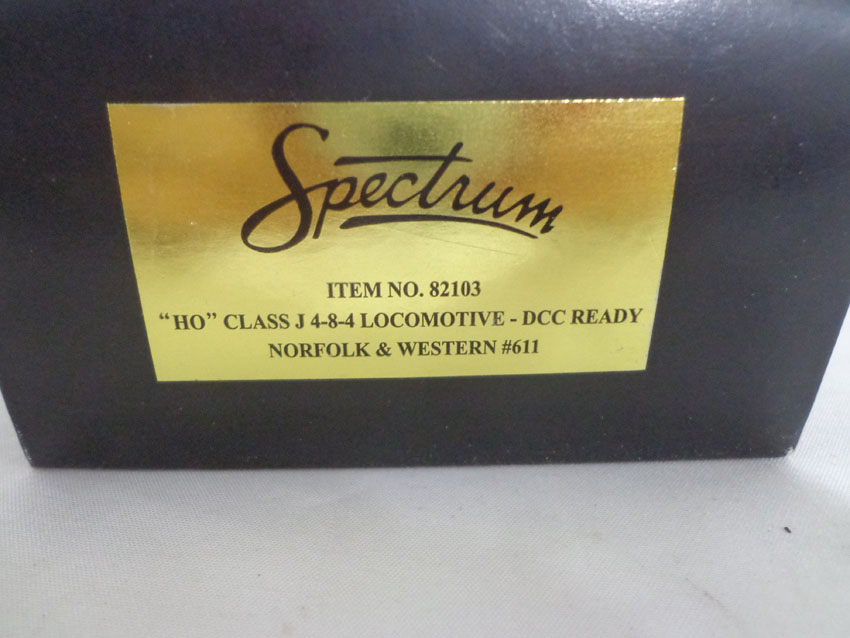 Spectrum
ITEM NO. 82103
“HO” CLASS J 4-8-4 LOCOMOTIVE - DCC READY
NORFOLK & WESTERN #611